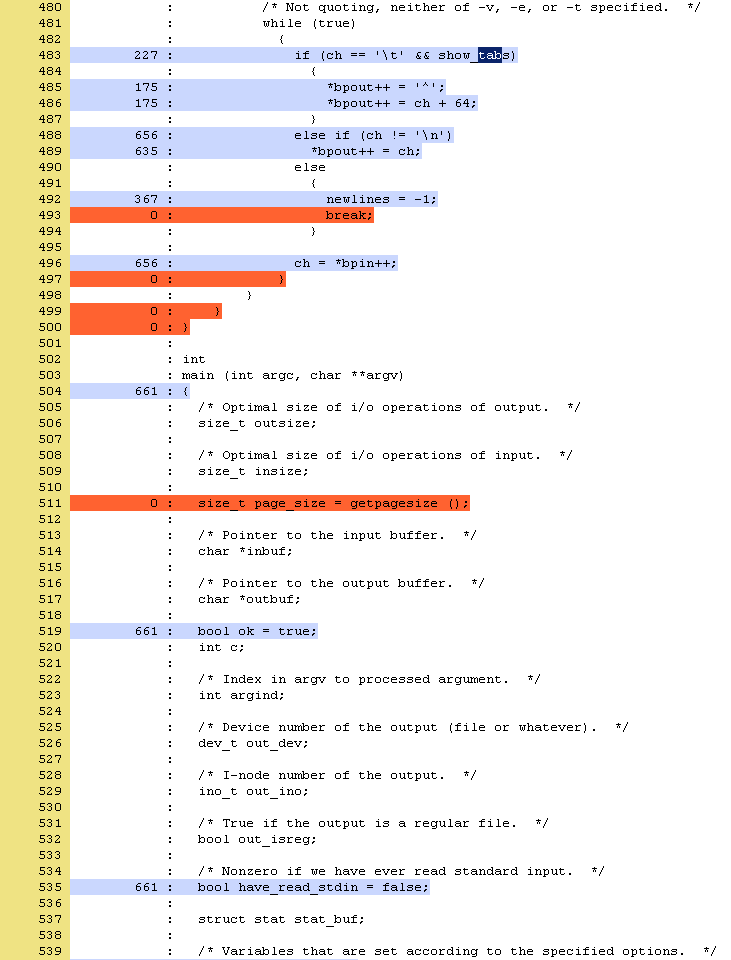 480 : /* Not quoting, neither of -v, -e, or -t specified.  */
481 : while (true)
482 : {
483 227 : if (ch == '\t' && show_tabs)
484 : {
485 175 : *bpout++ = '^';
486 175 : *bpout++ = ch + 64;
487 : }
488 656 : else if (ch != '\n')
489 635 : *bpout++ = ch;
490 : else
491 : {
492 367 : newlines = -1;
493 0 : break;
494 : }
495 :
496 656 : ch = *bpin++;
497 0 : }
498 : }
499 0 : }
500 0 : }
501 :
502 : int
503 : main (int argc, char **argv)
504 661 : {
505 : /* Optimal size of i/o operations of output.  */
506 : size_t outsize;
507 :
508 : /* Optimal size of i/o operations of input.  */
509 : size_t insize;
510 :
511 0 : size_t page_size = getpagesize ();
512 :
513 : /* Pointer to the input buffer.  */
514 : char *inbuf;
515 :
516 : /* Pointer to the output buffer.  */
517 : char *outbuf;
518 :
519 661 : bool ok = true;
520 : int c;
521 :
522 : /* Index in argv to processed argument.  */
523 : int argind;
524 :
525 : /* Device number of the output (file or whatever).  */
526 : dev_t out_dev;
527 :
528 : /* I-node number of the output.  */
529 : ino_t out_ino;
530 :
531 : /* True if the output is a regular file.  */
532 : bool out_isreg;
533 :
534 : /* Nonzero if we have ever read standard input.  */
535 661 : bool have_read_stdin = false;
536 :
537 : struct stat stat_buf;
538 :
539 : /* Variables that are set according to the specified options.  */